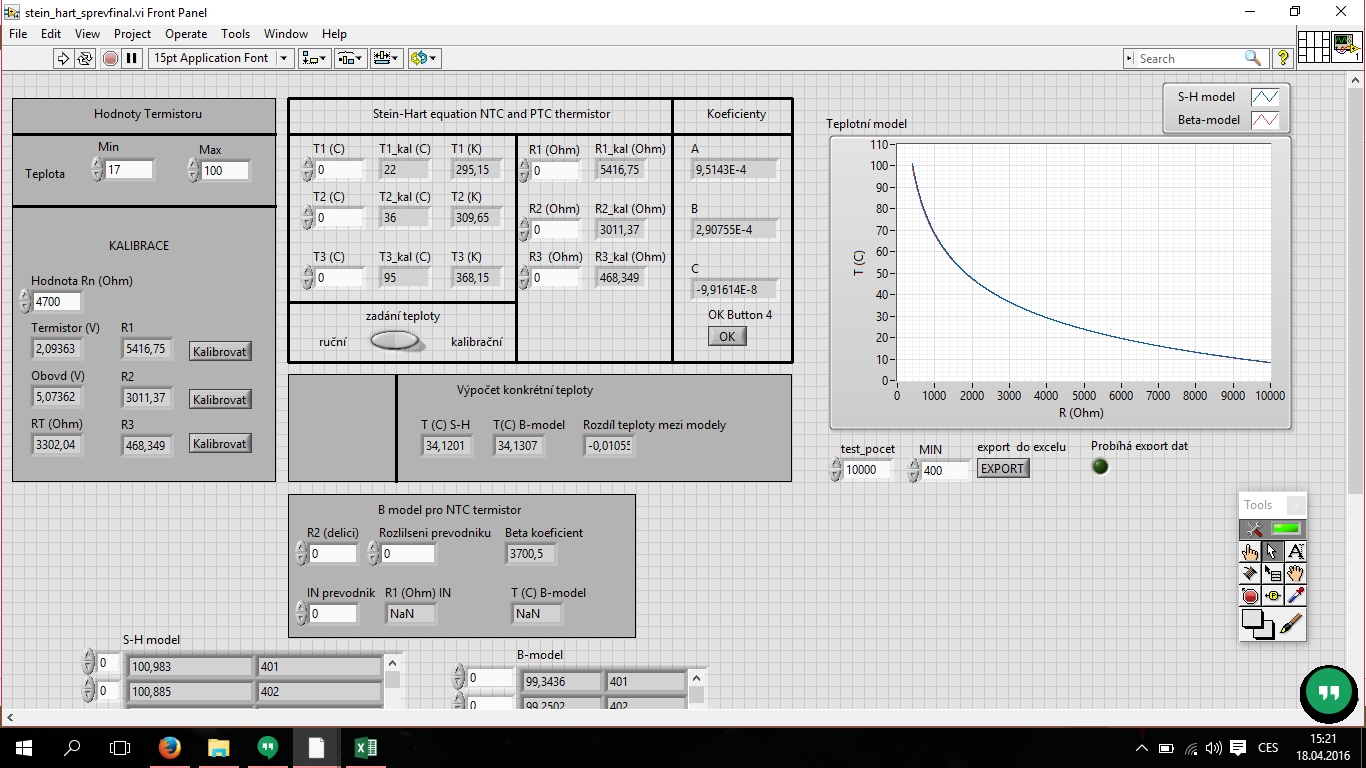 stein_hart_sprevfinal.vi Front Panel
File Edit View Project Operate Tools Window Help
15pt Application Font
Search
1
Hodnoty Termistoru
Min Max
Teplota 17 100
KALIBRACE
Hodnota Rn (Ohm)
4700
Termistor (V) R1
2,09363 5416,75 Kalibrovat
Obovd (V) R2
5,07362 3011,37 Kalibrovat
RT (Ohm) R3
3302,04 468,349 Kalibrovat
Stein-Hart equation NTC and PTC thermistor Koeficienty
T1 (C) T1_kal (C) T1 (K) R1 (Ohm) R1_kal (Ohm) A
0 22 295,15 0 5416,75 9,5143E-4
T2 (C) T2_kal (C) T2 (K) R2 (Ohm) R2_kal (Ohm) B
0 36 309,65 0 3011,37 2,90755E-4
T3 (C) T3_kal (C) T3 (K) R3 (Ohm) R3_kal (Ohm) C
0 95 368,15 0 468,349 -9,91614E-8
zadání teploty OK Button 4
ruční kalibrační OK
Výpočet konkrétní teploty
T (C) S-H T(C) B-model Rozdíl teploty mezi modely
34,1201 34,1307 -0,01055
B model pro NTC termistor
R2 (delici) Rozlilseni prevodniku Beta koeficient
0 0 3700,5
IN prevodnik R1 (Ohm) IN T (C) B-model
0 NaN NaN
S-H model
0 100,983 401
0 100,885 402
B-model
0 99,3436 401
0 99,2502 402
S-H model
Beta-model
Teplotní model
110
100
90
80
70
60
50
40
30
20
10
0
T (C)
0 1000 2000 3000 4000 5000 6000 7000 8000 9000 10000
R (Ohm)
test_pocet MIN export do excelu Probíhá exoort dat
10000 400 EXPORT
Tools
CES
15:21
18.04.2016